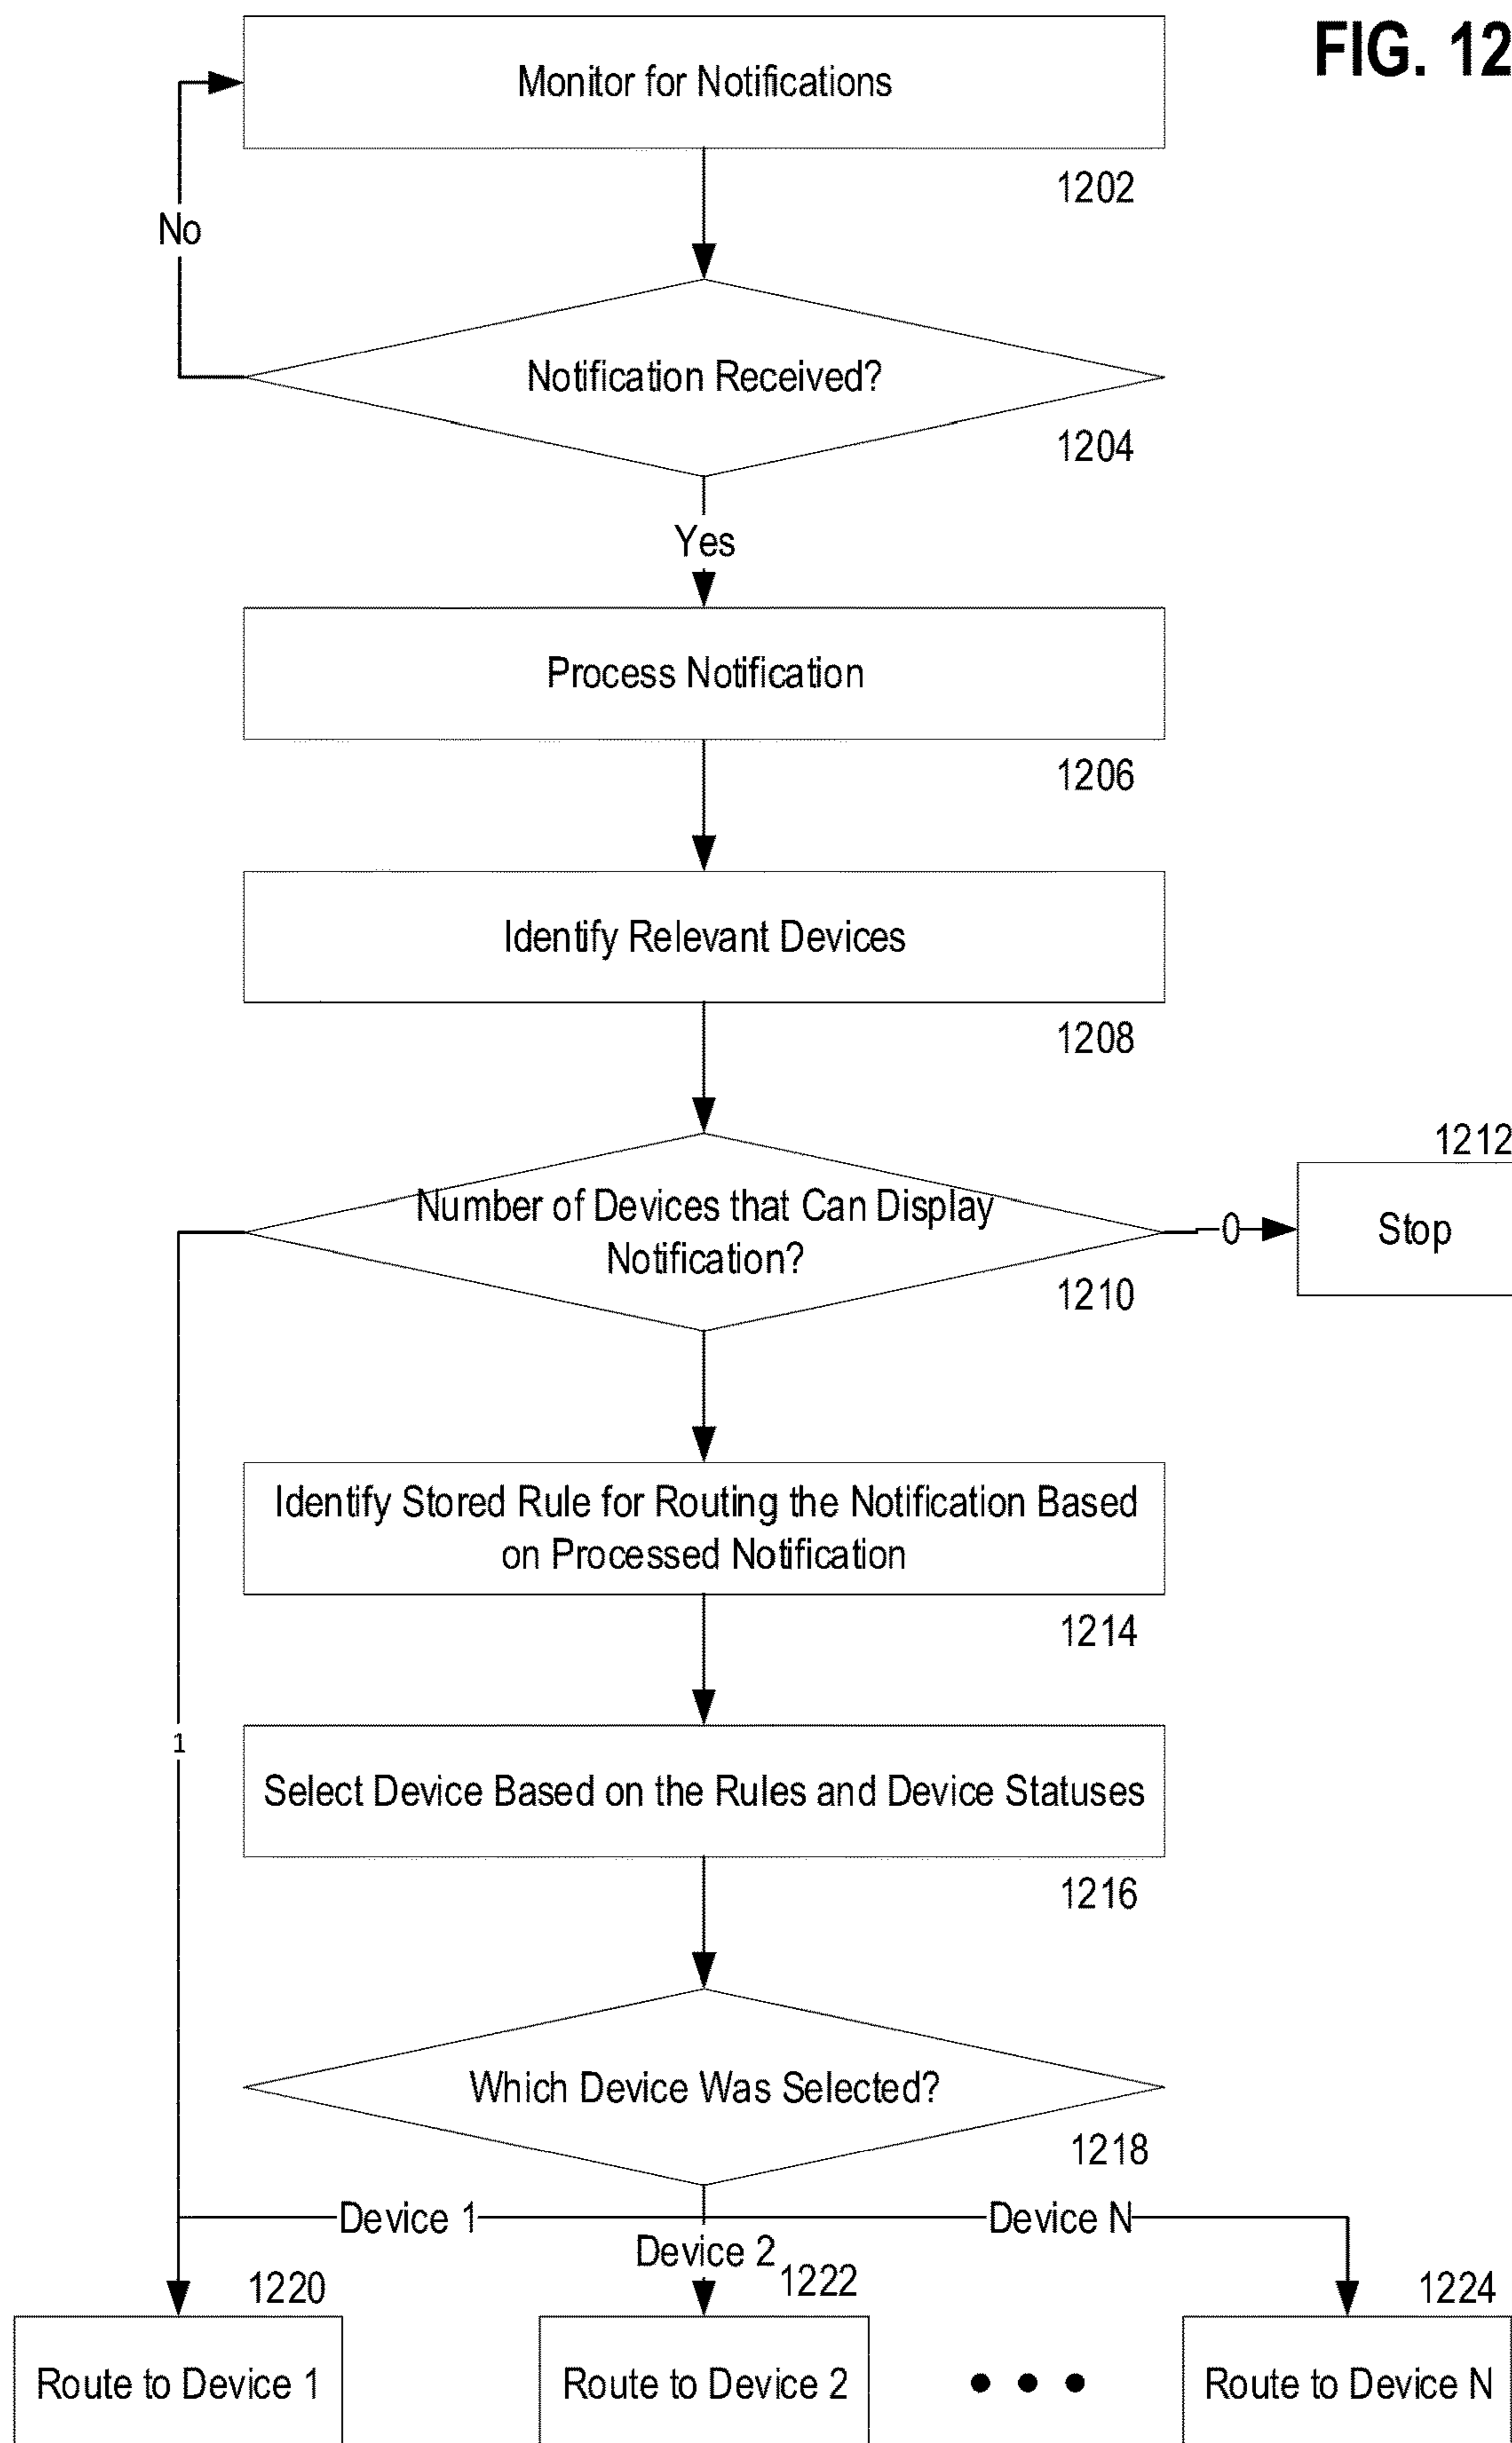 FIG. 12
Monitor for Notifications
1202
No
Notification Received?
1204
Yes
Process Notification
1206
Identify Relevant Devices
1208
Number of Devices that Can Display
Notification?
1210
0
1212
Stop
Identify Stored Rule for Routing the Notification Based
on Processed Notification
1214
1
Select Device Based on the Rules and Device Statuses
1216
Which Device Was Selected?
1218
Device 1
Device 2
Device N
1220
1222
1224
Route to Device 1
Route to Device 2
• • •
Route to Device N